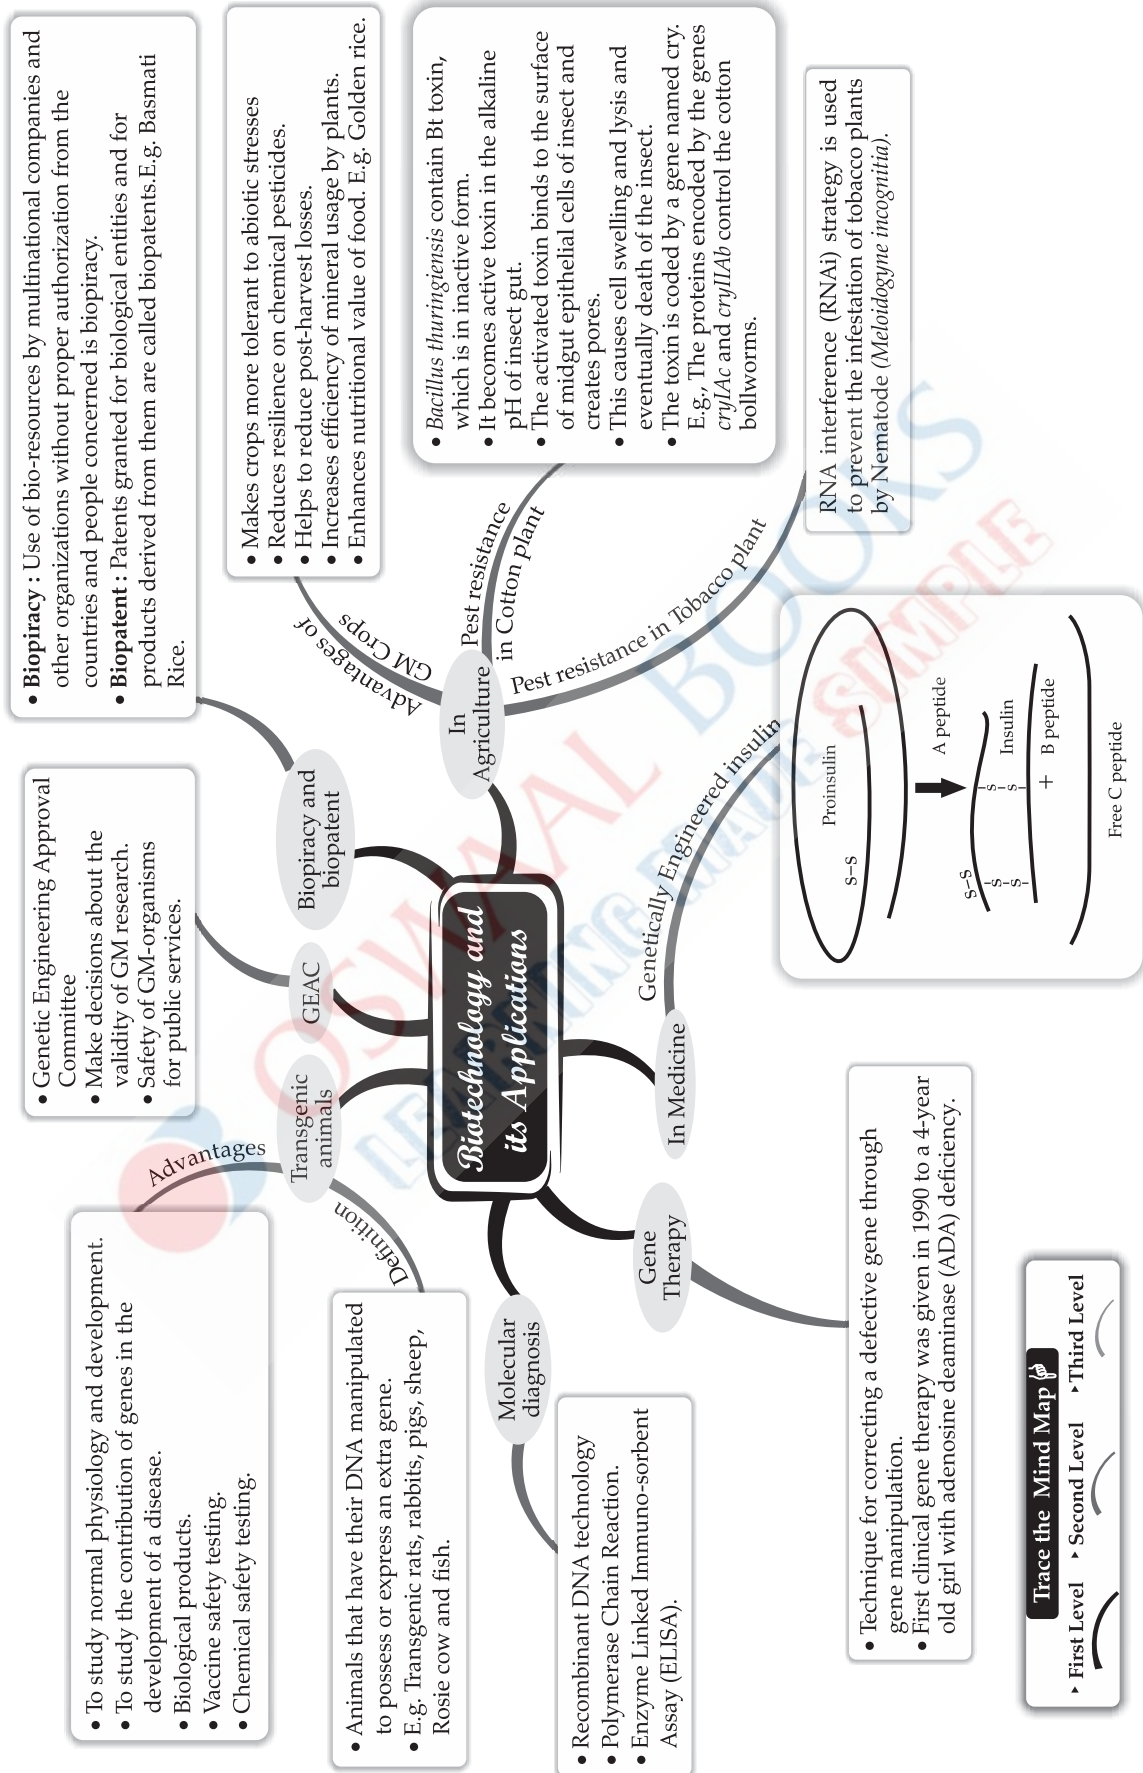 • To study normal physiology and development.
• To study the contribution of genes in the
development of a disease.
• Biological products.
• Vaccine safety testing.
• Chemical safety testing.
Advantages
• Animals that have their DNA manipulated
to possess or express an extra gene.
• E.g. Transgenic rats, rabbits, pigs, sheep,
Rosie cow and fish.
Definition
Transgenic
animals
• Genetic Engineering Approval
Committee
• Make decisions about the
validity of GM research.
• Safety of GM-organisms
for public services.
GEAC
• Biopiracy : Use of bio-resources by multinational companies and
other organizations without proper authorization from the
countries and people concerned is biopiracy.
• Biopatent : Patents granted for biological entities and for
products derived from them are called biopatents.E.g. Basmati
Rice.
Biopiracy and
biopatent
• Makes crops more tolerant to abiotic stresses
• Reduces resilience on chemical pesticides.
• Helps to reduce post-harvest losses.
• Increases efficiency of mineral usage by plants.
• Enhances nutritional value of food. E.g. Golden rice.
Advantages of
GM Crops
In
Agriculture
Pest resistance
in Cotton plant
• Bacillus thuringiensis contain Bt toxin,
which is in inactive form.
• It becomes active toxin in the alkaline
pH of insect gut.
• The activated toxin binds to the surface
of midgut epithelial cells of insect and
creates pores.
• This causes cell swelling and lysis and
eventually death of the insect.
• The toxin is coded by a gene named cry.
E.g., The proteins encoded by the genes
cryIAc and cryIIAb control the cotton
bollworms.
Pest resistance in Tobacco plant
RNA interference (RNAi) strategy is used
to prevent the infestation of tobacco plants
by Nematode (Meloidogyne incognitia).
Biotechnology and
its Applications
Molecular
diagnosis
• Recombinant DNA technology
• Polymerase Chain Reaction.
• Enzyme Linked Immuno-sorbent
Assay (ELISA).
Gene
Therapy
• Technique for correcting a defective gene through
gene manipulation.
• First clinical gene therapy was given in 1990 to a 4-year
old girl with adenosine deaminase (ADA) deficiency.
In Medicine
Genetically Engineered insulin
Proinsulin
s–s
A peptide
s–s
–s–s–
–s–s–
Insulin
+ B peptide
Free C peptide
Trace the Mind Map
▸ First Level ▸ Second Level ▸ Third Level
OSWAAL BOOKS
LEARNING MADE SIMPLE